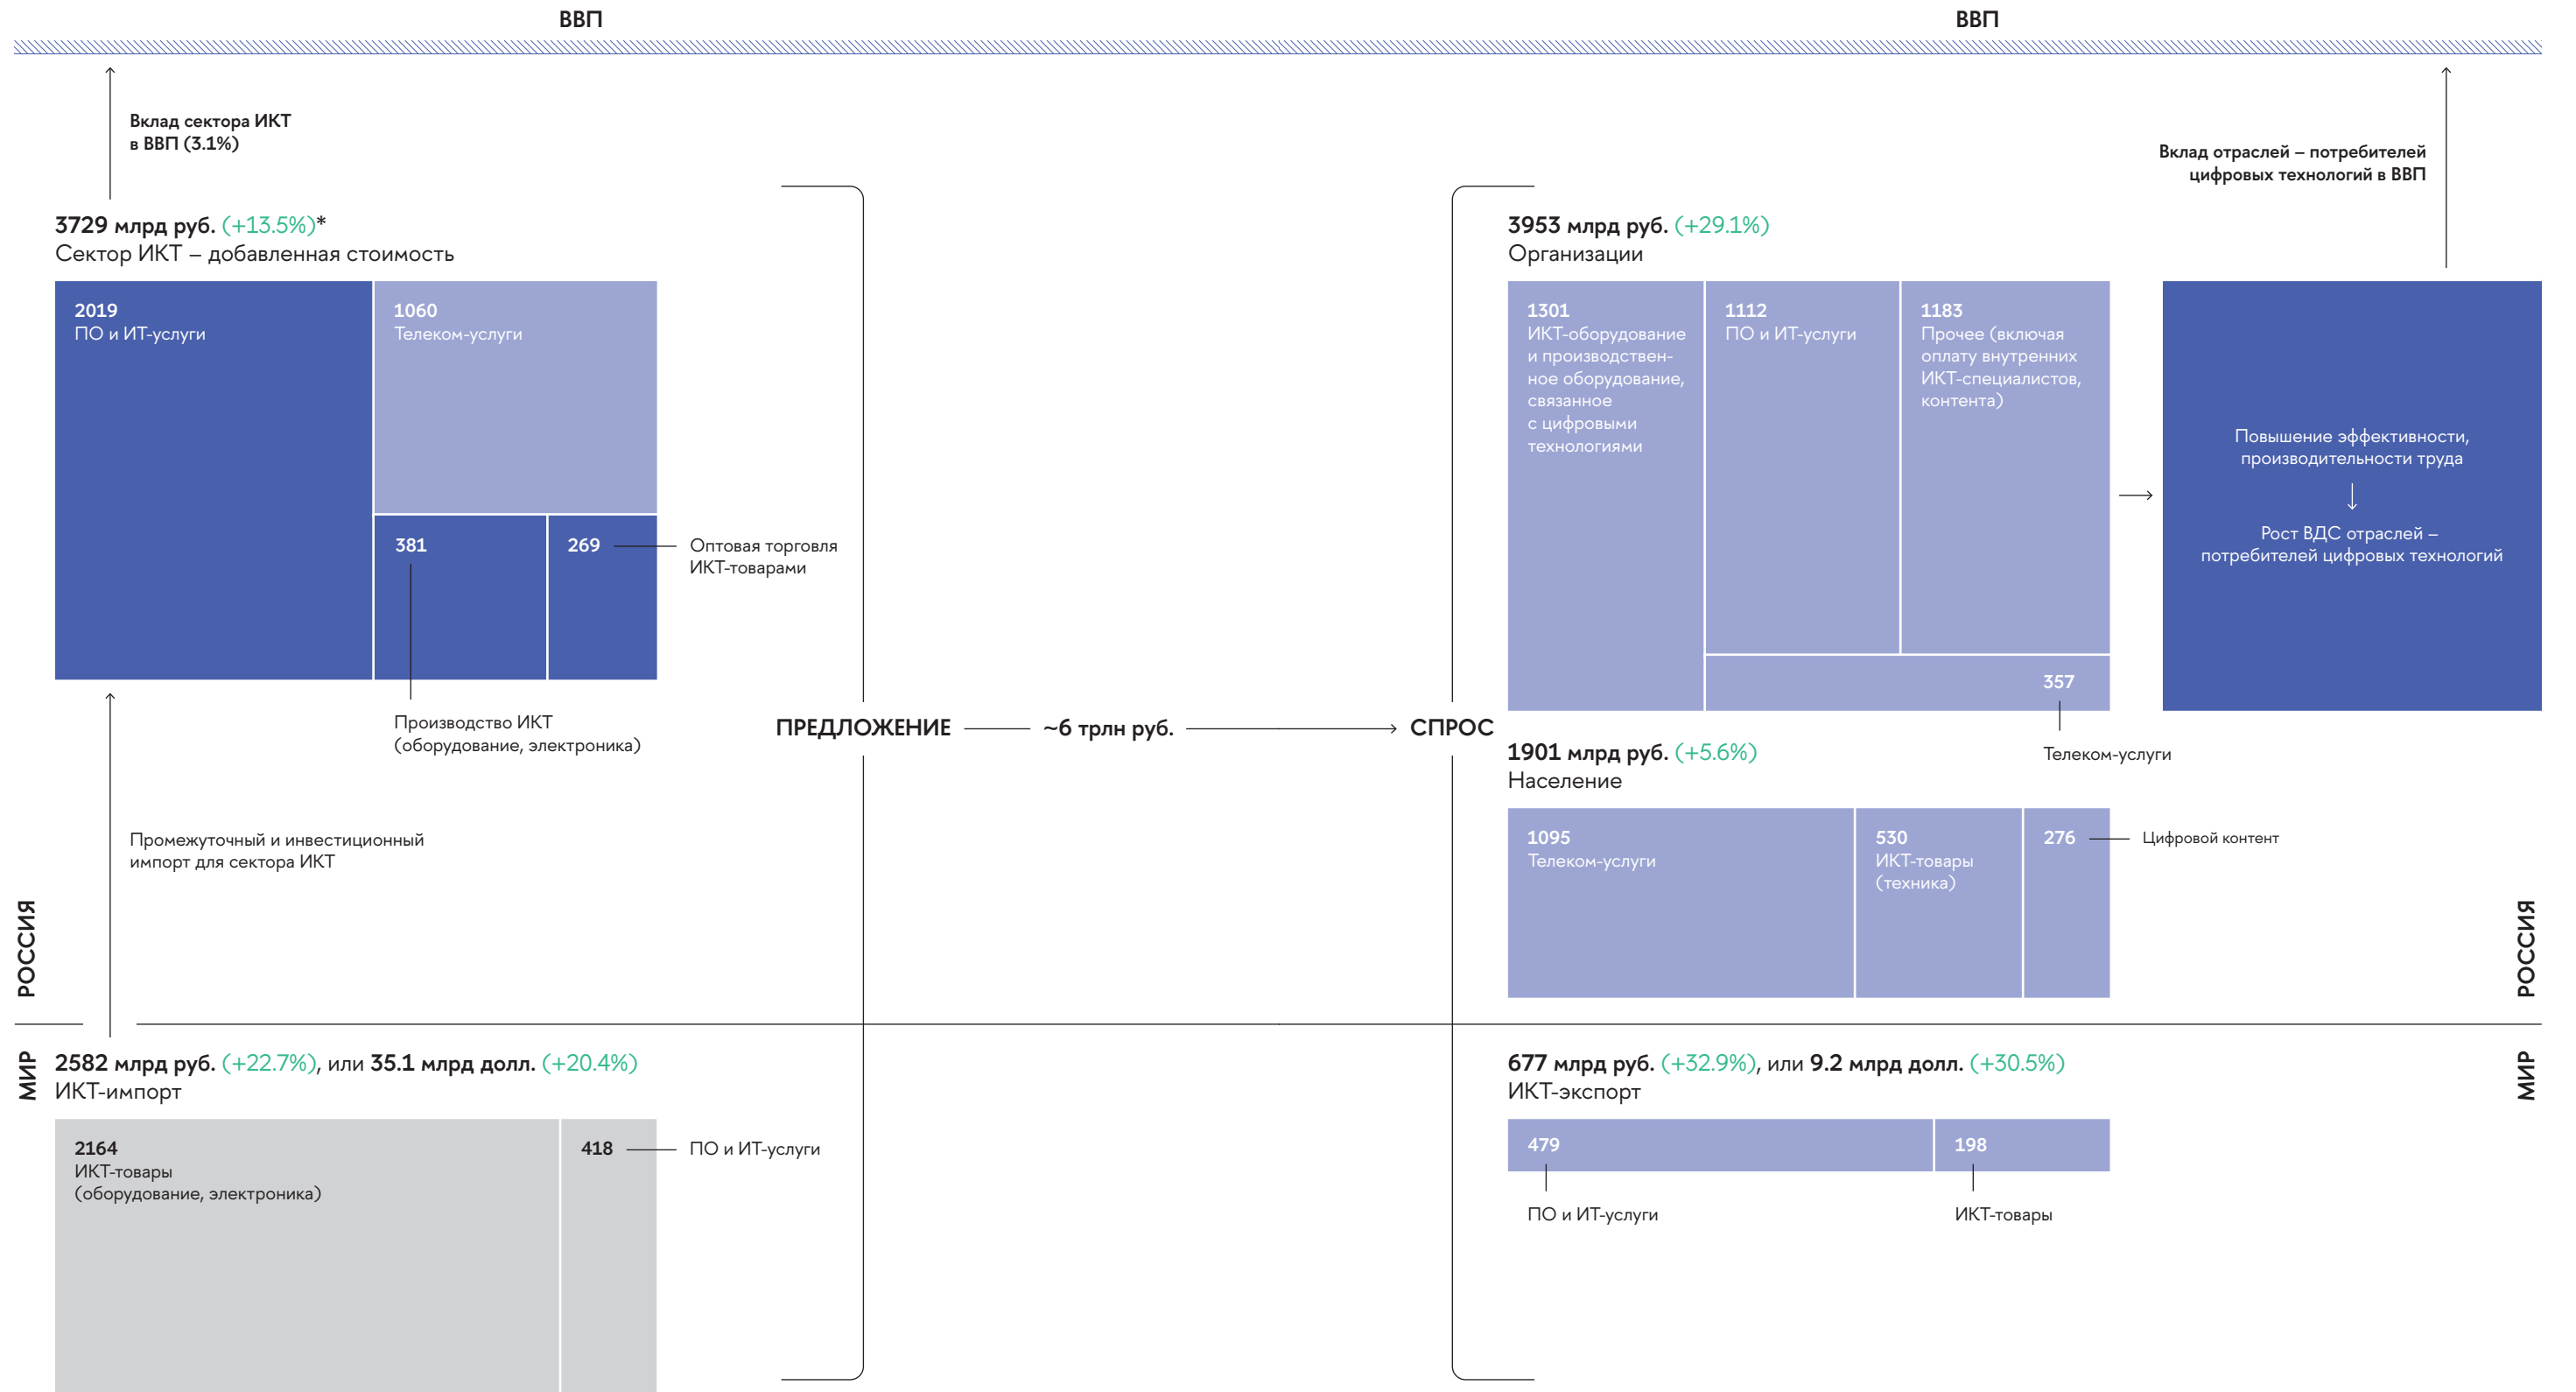 ВВП
ВВП
Вклад сектора ИКТ
в ВВП (3.1%)
Вклад отраслей – потребителей
цифровых технологий в ВВП
3729 млрд руб. (+13.5%)*
Сектор ИКТ – добавленная стоимость
2019
ПО и ИТ-услуги
1060
Телеком-услуги
381
269
Оптовая торговля
ИКТ-товарами
Производство ИКТ
(оборудование, электроника)
Промежуточный и инвестиционный
импорт для сектора ИКТ
РОССИЯ
МИР
2582 млрд руб. (+22.7%), или 35.1 млрд долл. (+20.4%)
ИКТ-импорт
2164
ИКТ-товары
(оборудование, электроника)
418
ПО и ИТ-услуги
ПРЕДЛОЖЕНИЕ
~6 трлн руб.
СПРОС
3953 млрд руб. (+29.1%)
Организации
1301
ИКТ-оборудование
и производствен-
ное оборудование,
связанное
с цифровыми
технологиями
1112
ПО и ИТ-услуги
1183
Прочее (включая
оплату внутренних
ИКТ-специалистов,
контента)
357
Телеком-услуги
Повышение эффективности,
производительности труда
Рост ВДС отраслей –
потребителей цифровых технологий
1901 млрд руб. (+5.6%)
Население
1095
Телеком-услуги
530
ИКТ-товары
(техника)
276
Цифровой контент
РОССИЯ
МИР
677 млрд руб. (+32.9%), или 9.2 млрд долл. (+30.5%)
ИКТ-экспорт
479
198
ПО и ИТ-услуги
ИКТ-товары